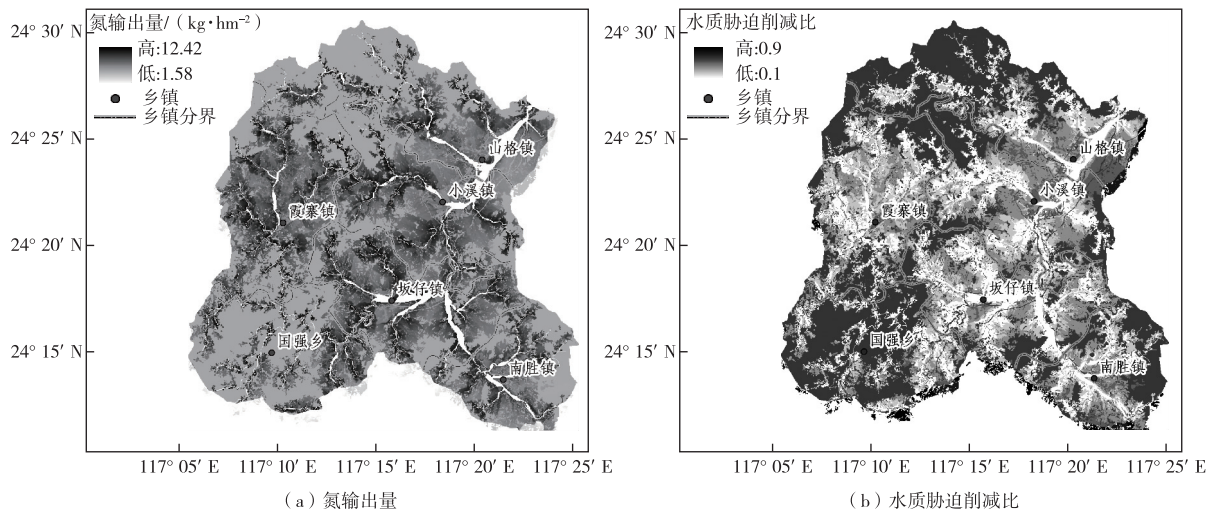 氮输出量/（kg·hm⁻²）
高:12.42
低:1.58
乡镇
乡镇分界
24° 30′ N
24° 25′ N
24° 20′ N
24° 15′ N
山格镇
小溪镇
霞寨镇
坂仔镇
国强乡
南胜镇
117° 05′ E 117° 10′ E 117° 15′ E 117° 20′ E 117° 25′ E
（a）氮输出量
水质胁迫削减比
高:0.9
低:0.1
乡镇
乡镇分界
24° 30′ N
24° 25′ N
24° 20′ N
24° 15′ N
山格镇
小溪镇
霞寨镇
坂仔镇
国强乡
南胜镇
117° 05′ E 117° 10′ E 117° 15′ E 117° 20′ E 117° 25′ E
（b）水质胁迫削减比